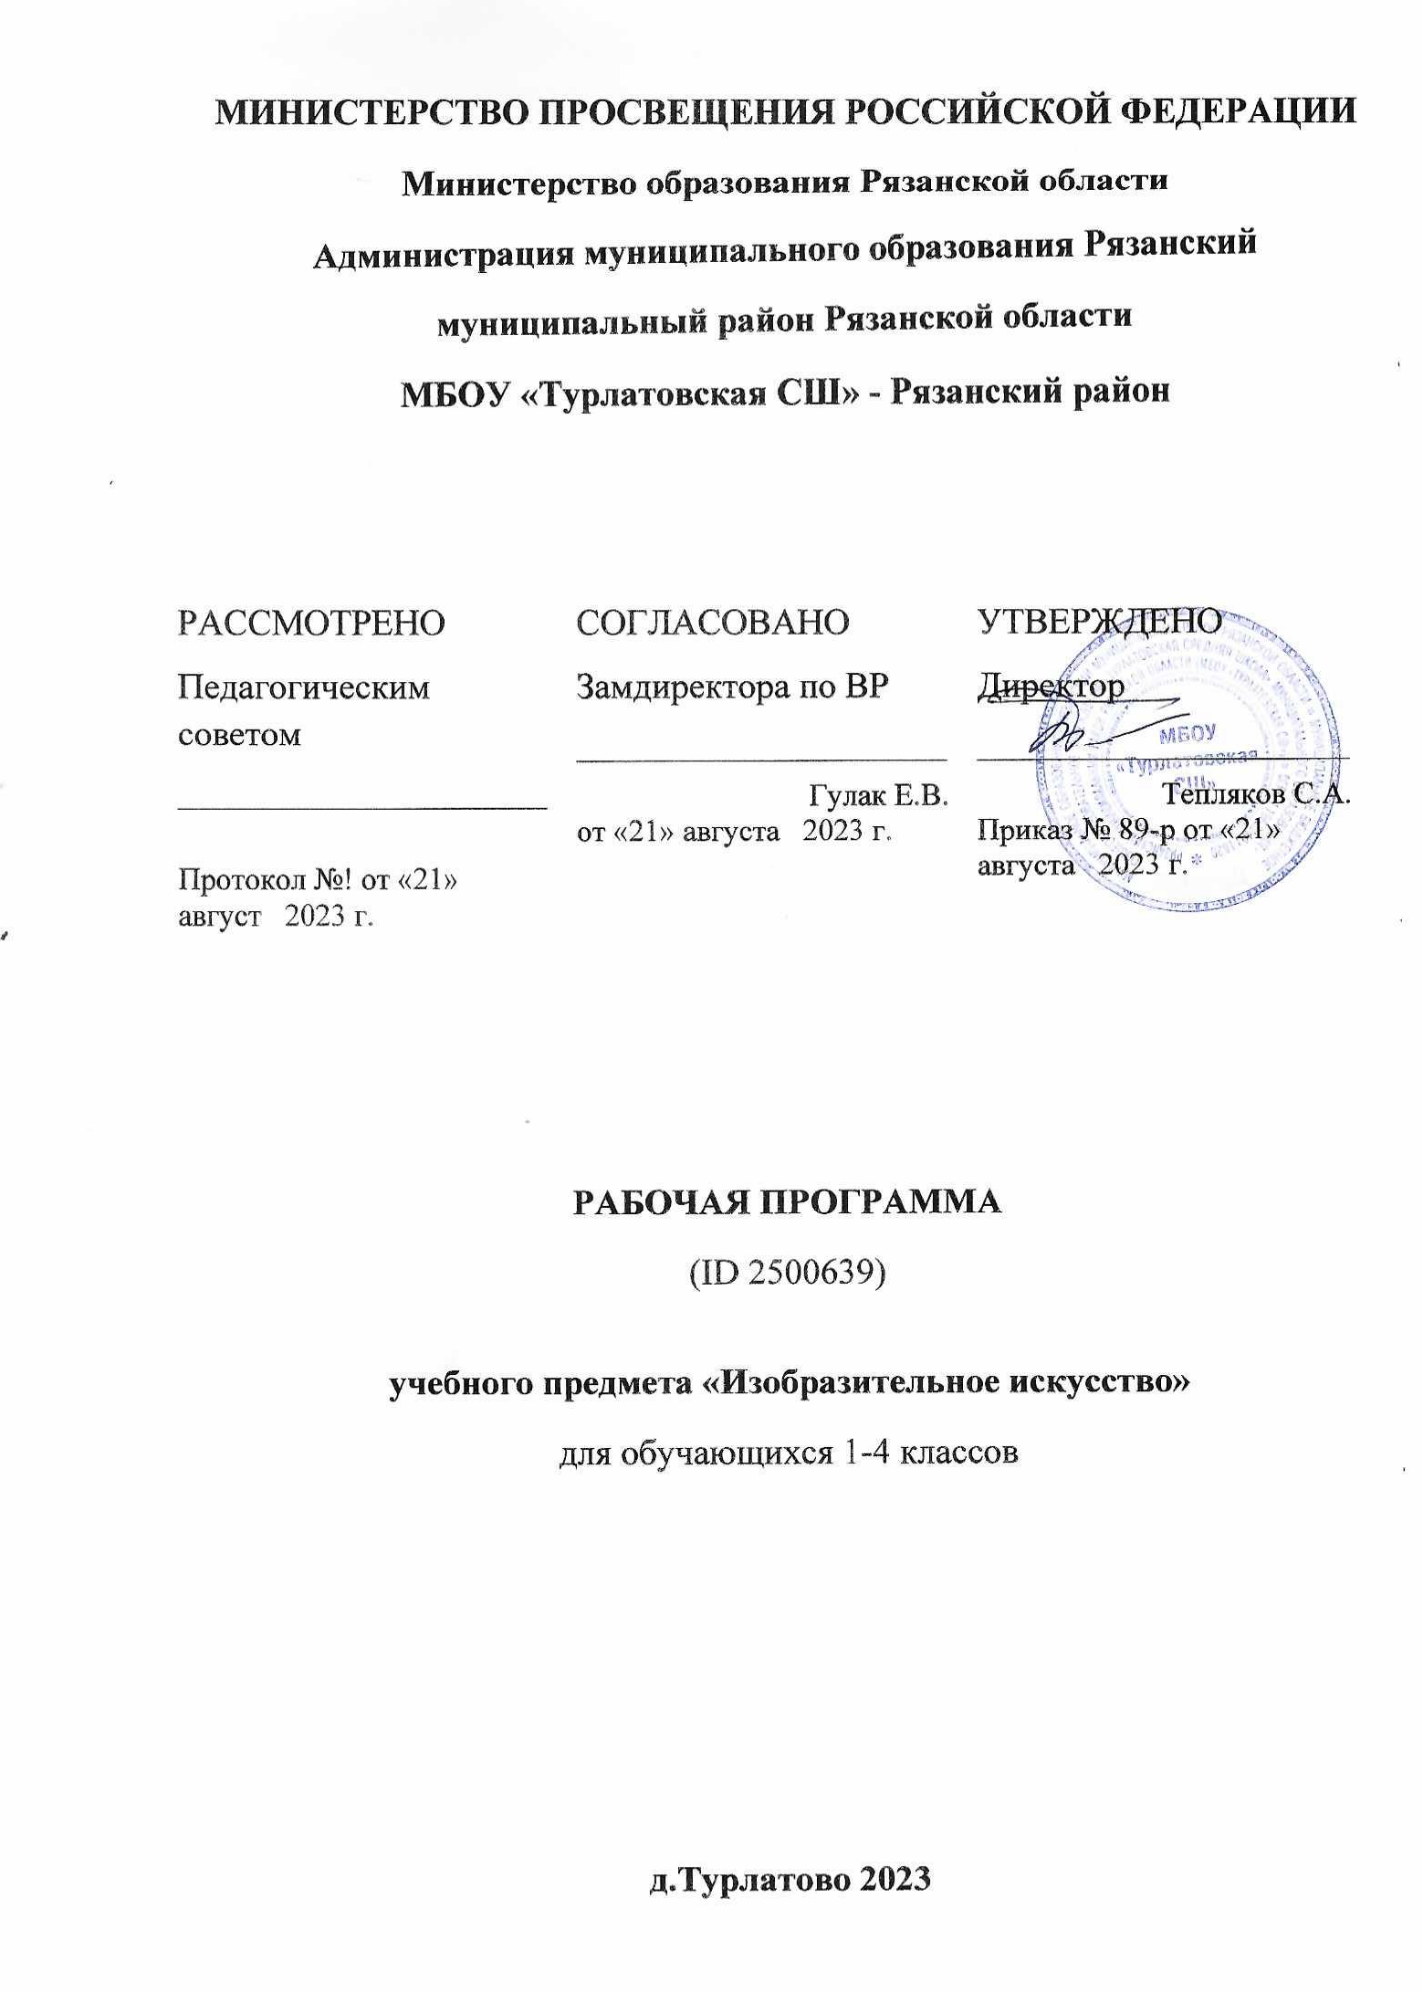 МИНИСТЕРСТВО ПРОСВЕЩЕНИЯ РОССИЙСКОЙ ФЕДЕРАЦИИ
Министерство образования Рязанской области
Администрация муниципального образования Рязанский
муниципальный район Рязанской области
МБОУ «Турлатовская СШ» - Рязанский район
РАССМОТРЕНО
Педагогическим
советом
Протокол №! от «21»
август 2023 г.
СОГЛАСОВАНО
Замдиректора по ВР
Гулак Е.В.
от «21» августа 2023 г.
УТВЕРЖДЕНО
Директор
Тепляков С.А.
Приказ № 89-р от «21»
августа 2023 г.
МБОУ
«Турлатовская
СШ»
РАБОЧАЯ ПРОГРАММА
(ID 2500639)
учебного предмета «Изобразительное искусство»
для обучающихся 1-4 классов
д.Турлатово 2023